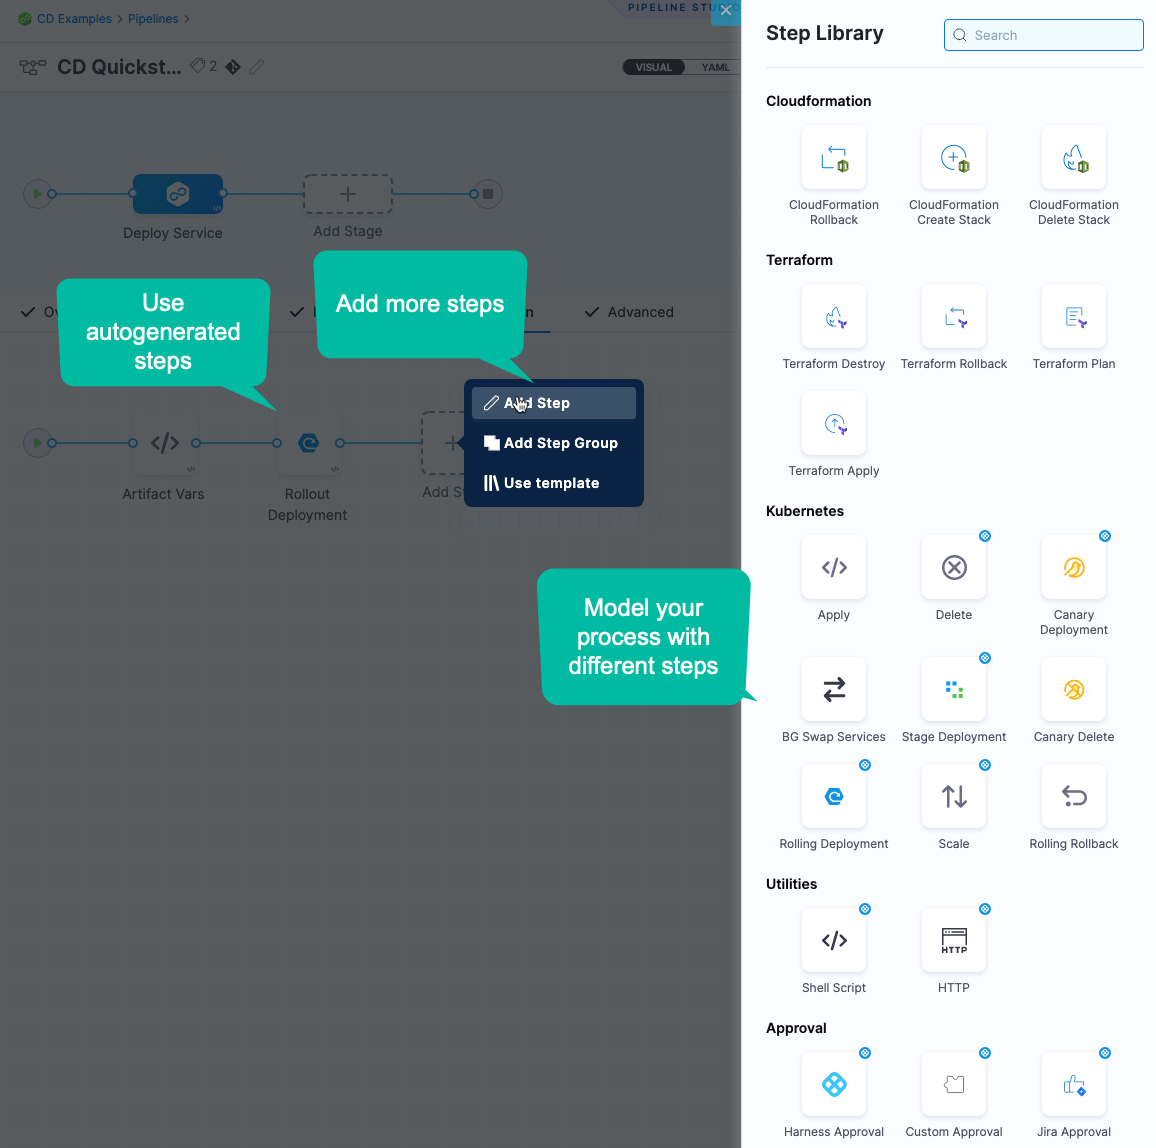 CD Examples > Pipelines >
PIPELINE STUDIO
CD Quickst...
2
VISUAL
YAML
Deploy Service
Add Stage
Use
autogenerated
steps
Add more steps
Advanced
Add Step
Add Step Group
Use template
Artifact Vars
Rollout
Deployment
Model your
process with
different steps
Step Library
Search
Cloudformation
CloudFormation
Rollback
CloudFormation
Create Stack
CloudFormation
Delete Stack
Terraform
Terraform Destroy
Terraform Rollback
Terraform Plan
Terraform Apply
Kubernetes
Apply
Delete
Canary
Deployment
BG Swap Services
Stage Deployment
Canary Delete
Rolling Deployment
Scale
Rolling Rollback
Utilities
Shell Script
HTTP
HTTP
Approval
Harness Approval
Custom Approval
Jira Approval